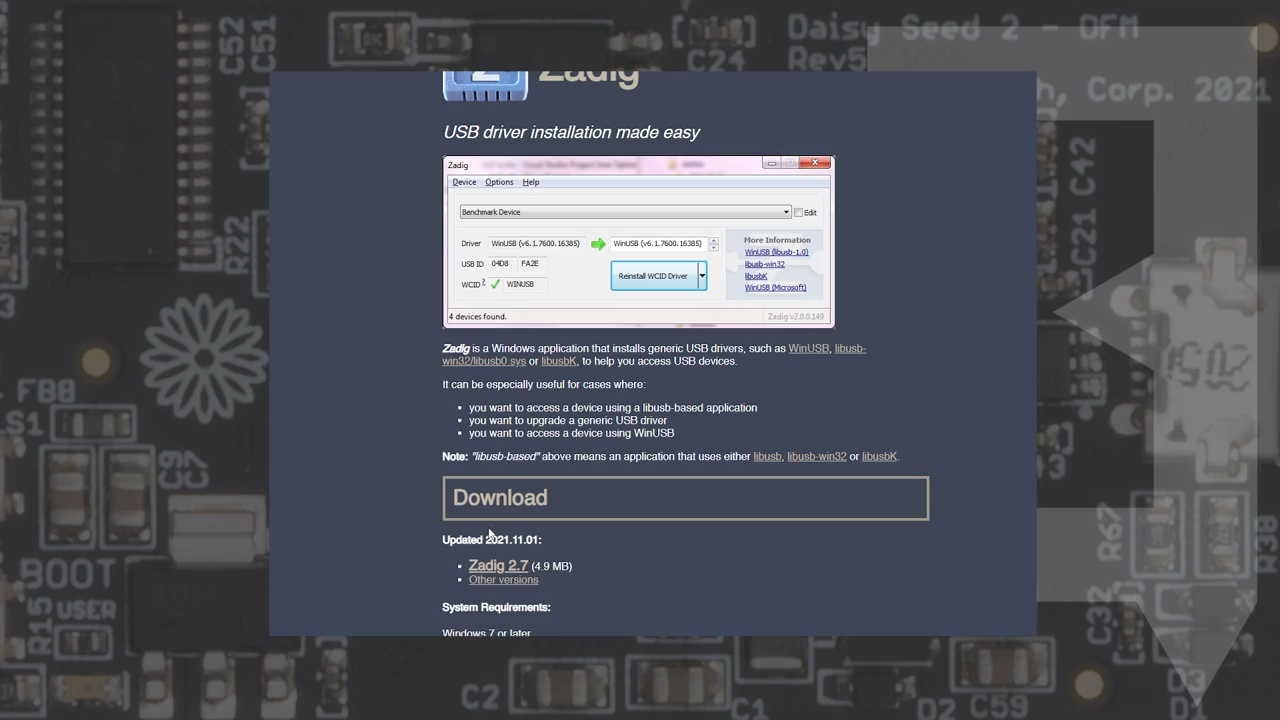 Daisy Seed 2 - DFM
Rev5
h, Corp. 2021
C52
C51
C24
R22
C42
C21
FB8
S1
C9
C7
BOOT
USER
R15
C2
C1
D2
C59
C32
R67
R38
D3
D1
Zadig
USB driver installation made easy
Zadig
Device Options Help
Benchmark Device
Edit
Driver WinUSB (v6.1.7600.16385) WinUSB (v6.1.7600.16385)
USB ID 04D8 FA2E
WCID ? WINUSB
Reinstall WCID Driver
More Information
WinUSB (libusb-1.0)
libusb-win32
libusbK
WinUSB (Microsoft)
4 devices found.
Zadig v2.0.0.149
Zadig is a Windows application that installs generic USB drivers, such as WinUSB, libusb-
win32/libusb0.sys or libusbK, to help you access USB devices.
It can be especially useful for cases where:
you want to access a device using a libusb-based application
you want to upgrade a generic USB driver
you want to access a device using WinUSB
Note: "libusb-based" above means an application that uses either libusb, libusb-win32 or libusbK.
Download
Updated 2021.11.01:
Zadig 2.7 (4.9 MB)
Other versions
System Requirements:
Windows 7 or later